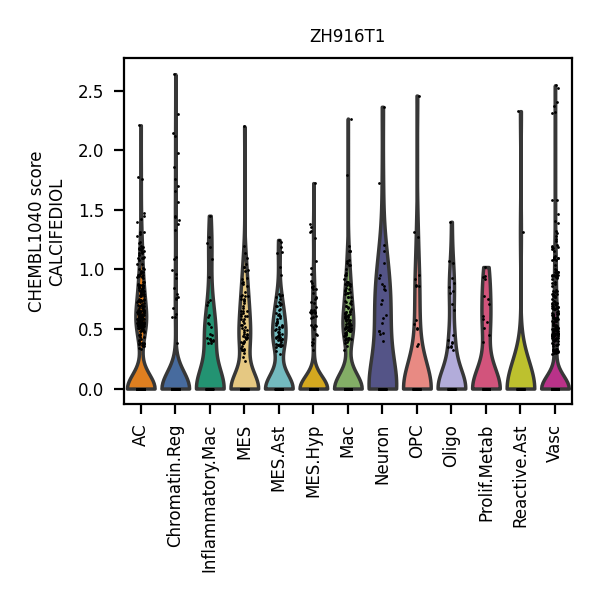 ZH916T1
CHEMBL1040 score
CALCIFEDIOL
2.5
2.0
1.5
1.0
0.5
0.0
AC
Chromatin.Reg
Inflammatory.Mac
MES
MES.Ast
MES.Hyp
Mac
Neuron
OPC
Oligo
Prolif.Metab
Reactive.Ast
Vasc